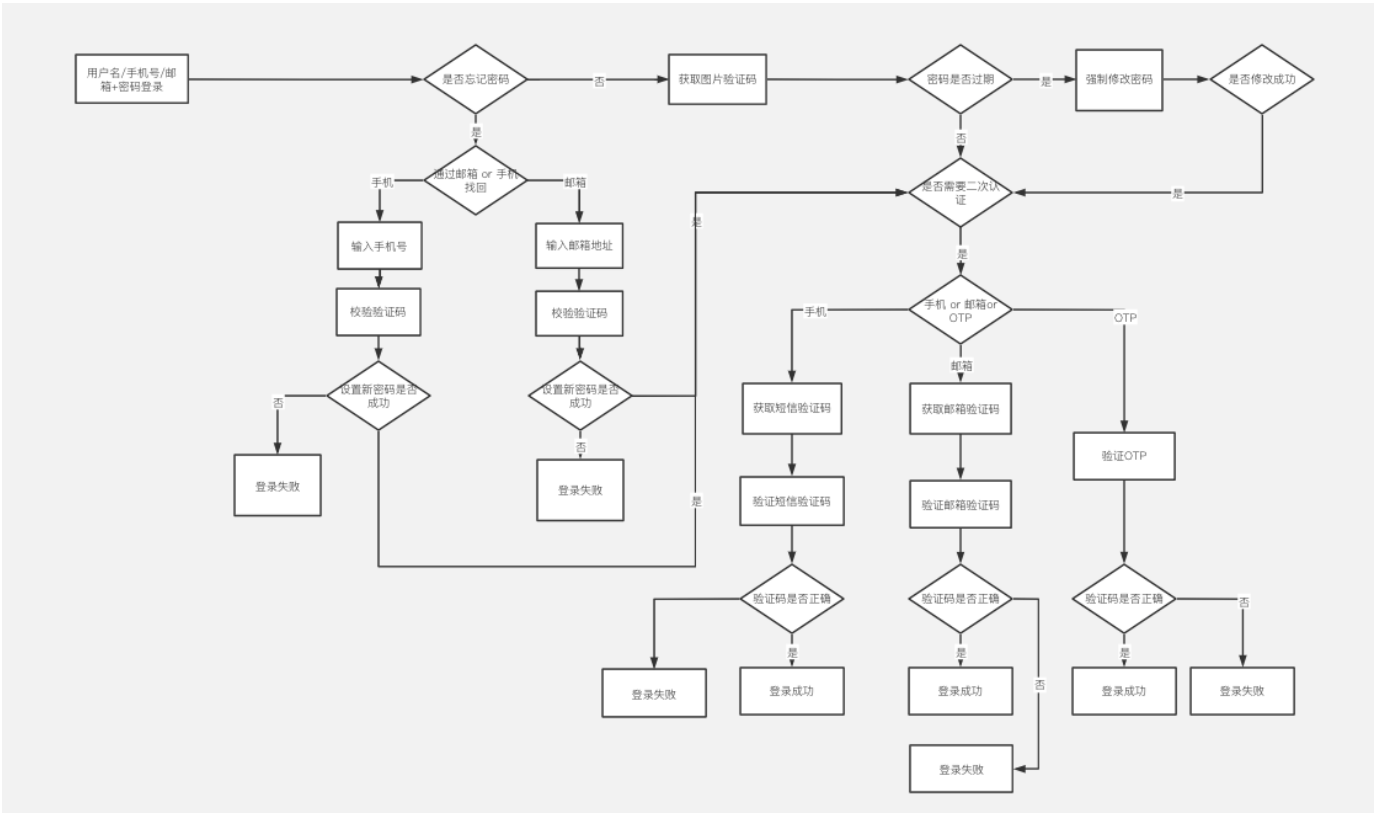 用户名/手机号/邮
箱+密码登录
是否忘记密码
否
获取图片验证码
密码是否过期
是
强制修改密码
是否修改成功
是
否
通过邮箱 or 手机
找回
手机
邮箱
是否需要二次认
证
是
是
输入手机号
输入邮箱地址
是
校验验证码
校验验证码
手机 or 邮箱or
OTP
手机
OTP
邮箱
设置新密码是否
成功
设置新密码是否
成功
否
否
获取短信验证码
获取邮箱验证码
验证OTP
登录失败
登录失败
是
验证短信验证码
验证邮箱验证码
验证码是否正确
验证码是否正确
验证码是否正确
否
是
是
是
否
登录失败
登录成功
登录成功
登录成功
登录失败
登录失败